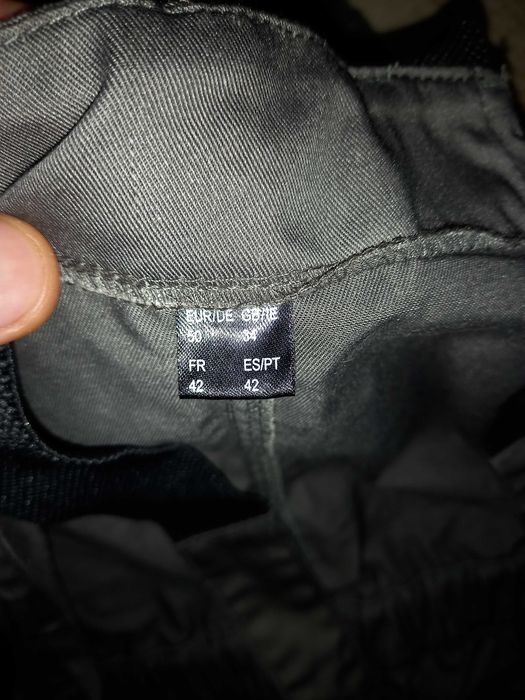 EUR/DE GB/IE
50 34
FR ES/PT
42 42